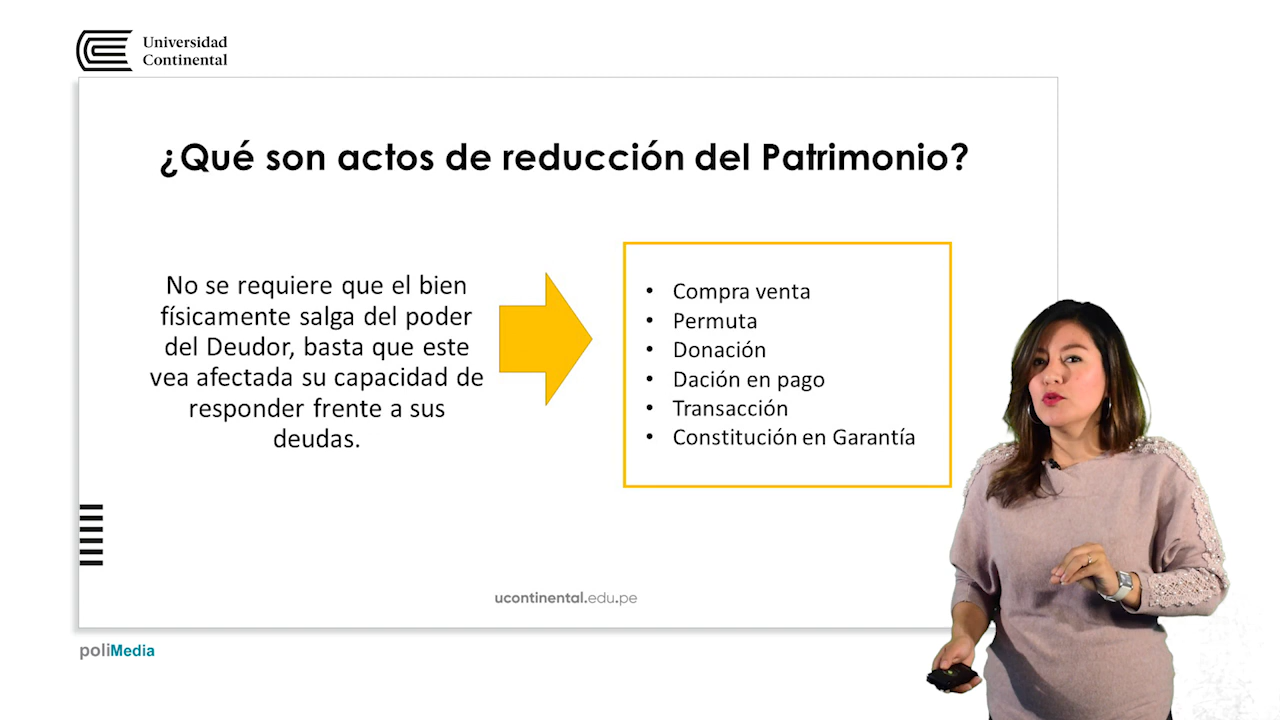 Universidad
Continental
¿Qué son actos de reducción del Patrimonio?
No se requiere que el bien
físicamente salga del poder
del Deudor, basta que este
vea afectada su capacidad de
responder frente a sus
deudas.
• Compra venta
• Permuta
• Donación
• Dación en pago
• Transacción
• Constitución en Garantía
ucontinental.edu.pe
poliMedia